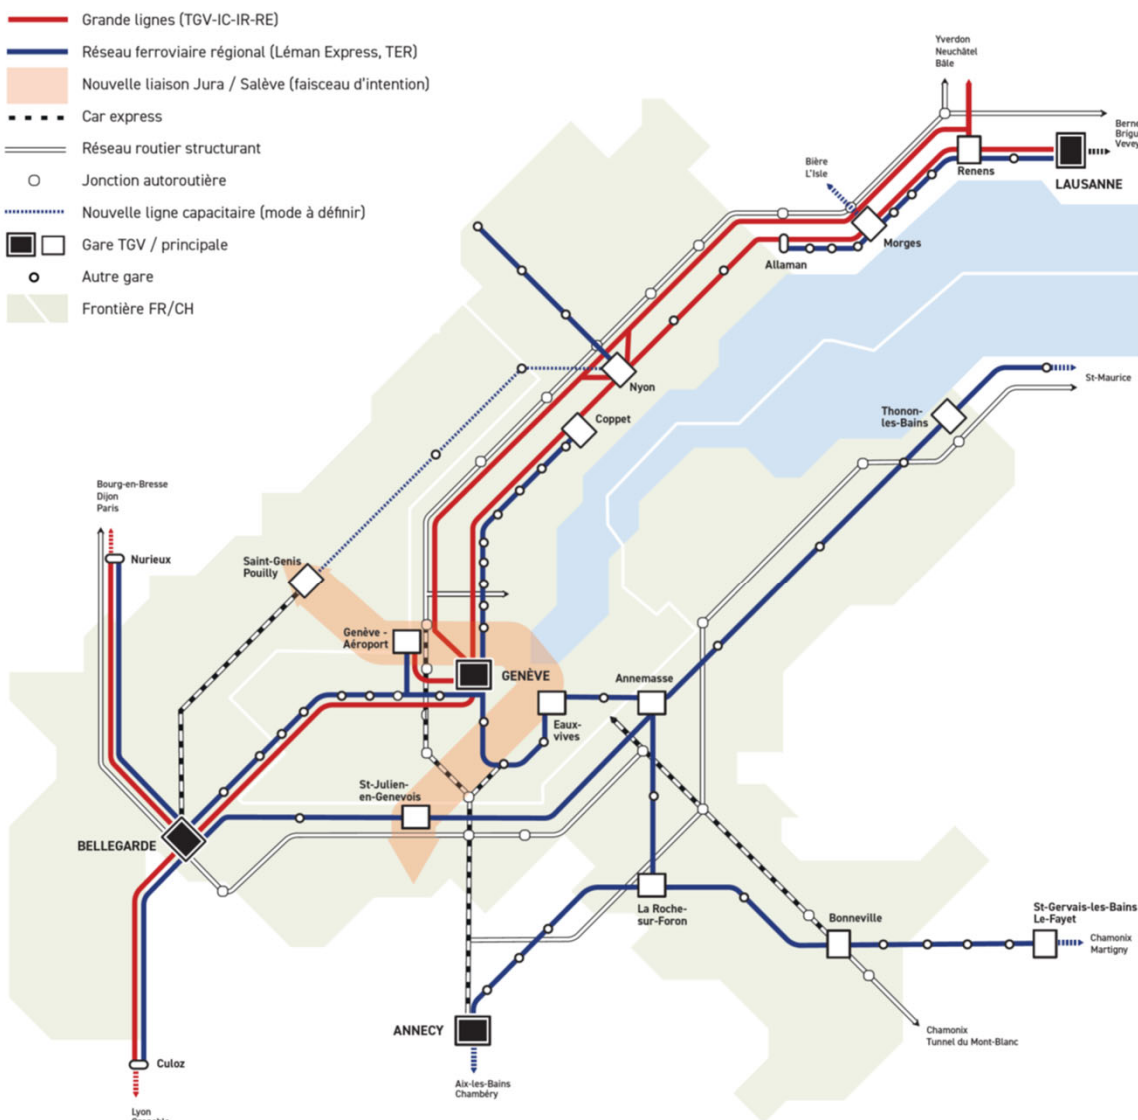 Grande lignes (TGV-IC-IR-RE)
Réseau ferroviaire régional (Léman Express, TER)
Nouvelle liaison Jura / Salève (faisceau d'intention)
Car express
Réseau routier structurant
Jonction autoroutière
Nouvelle ligne capacitaire (mode à définir)
Gare TGV / principale
Autre gare
Frontière FR/CH
Yverdon
Neuchâtel
Bâle
Berne
Brigu
Vevey
Renens
LAUSANNE
Bière
L'Isle
Morges
Allaman
Nyon
Coppet
St-Maurice
Thonon-
les-Bains
Bourg-en-Bresse
Dijon
Paris
Nurieux
Saint-Genis
Pouilly
Genève -
Aéroport
GENÈVE
Annemasse
Eaux-
vives
St-Julien-
en-Genevois
BELLEGARDE
La Roche-
sur-Foron
Bonneville
St-Gervais-les-Bains
Le-Fayet
Chamonix
Martigny
ANNECY
Chamonix
Tunnel du Mont-Blanc
Culoz
Aix-les-Bains
Chambéry
Lyon